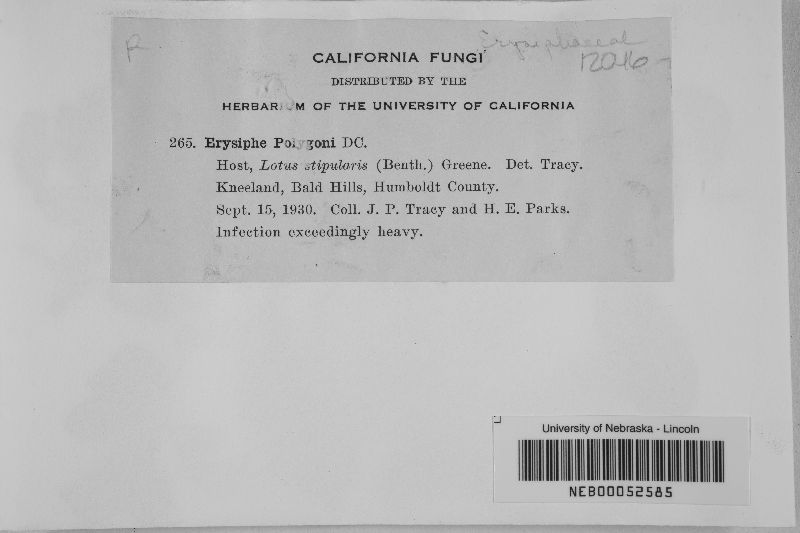 R
Erysiphaceae
CALIFORNIA FUNGI
DISTRIBUTED BY THE
HERBARIUM OF THE UNIVERSITY OF CALIFORNIA
265. Erysiphe Polygoni DC.
Host, Lotus stipularis (Benth.) Greene. Det. Tracy.
Kneeland, Bald Hills, Humboldt County.
Sept. 15, 1930. Coll. J. P. Tracy and H. E. Parks.
Infection exceedingly heavy.
University of Nebraska - Lincoln
NEB00052585